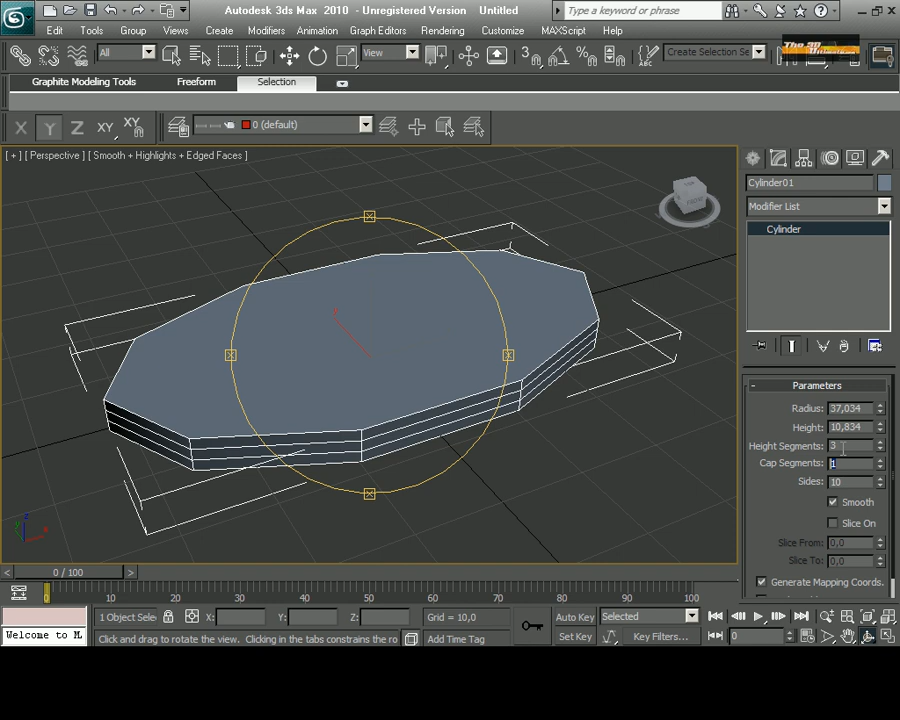 Autodesk 3ds Max 2010 - Unregistered Version Untitled
Type a keyword or phrase
Edit Tools Group Views Create Modifiers Animation Graph Editors Rendering Customize MAXScript Help
All View 3 ABC Create Selection Se
The 3D
Graphite Modeling Tools Freeform Selection
X Y Z XY XY 0 (default)
[ + ] [ Perspective ] [ Smooth + Highlights + Edged Faces ]
Cylinder01
Modifier List
Cylinder
Parameters
Radius: 37,034
Height: 10,834
Height Segments: 3
Cap Segments: 1
Sides: 10
Smooth
Slice On
Slice From: 0,0
Slice To: 0,0
Generate Mapping Coords.
0 / 100
0 10 20 30 40 50 60 70 80 90 100
1 Object Sele X: Y: Z: Grid = 10,0 Auto Key Selected
Welcome to M Click and drag to rotate the view. Clicking in the tabs constrains the ro Add Time Tag Set Key Key Filters... 0